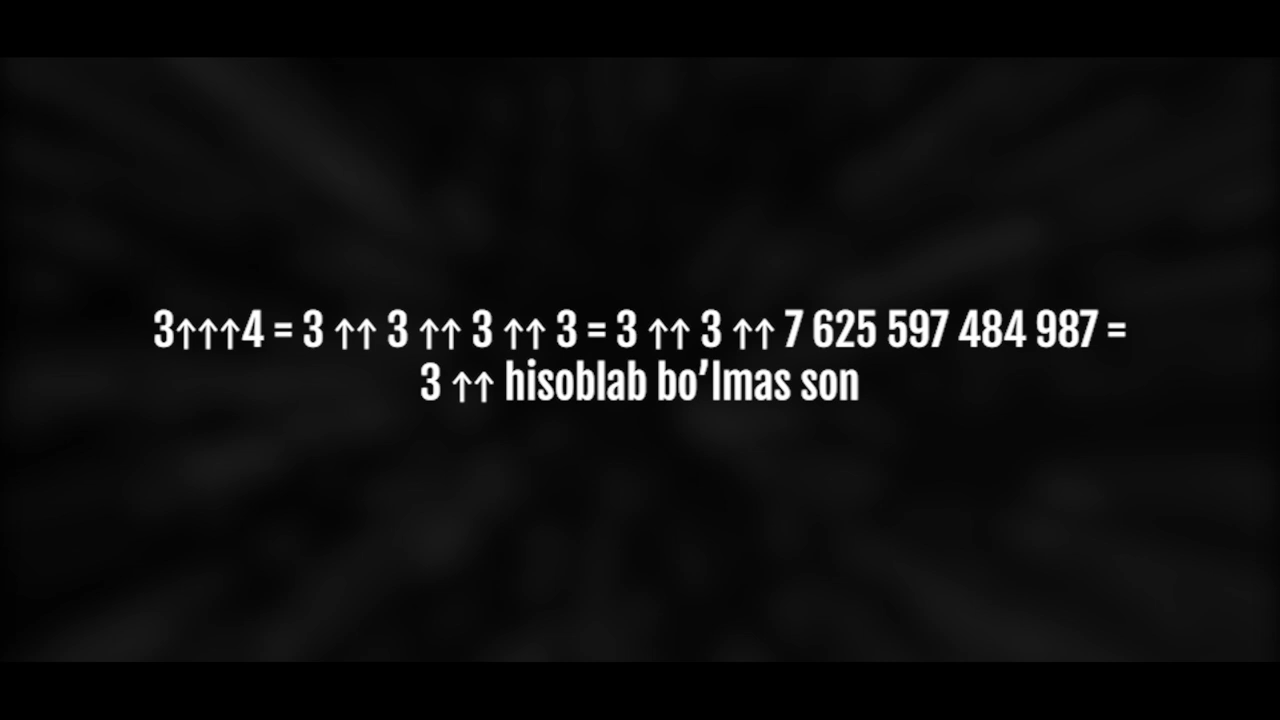 3↑↑↑4 = 3 ↑↑ 3 ↑↑ 3 ↑↑ 3 = 3 ↑↑ 3 ↑↑ 7 625 597 484 987 =
3 ↑↑ hisoblab bo’lmas son